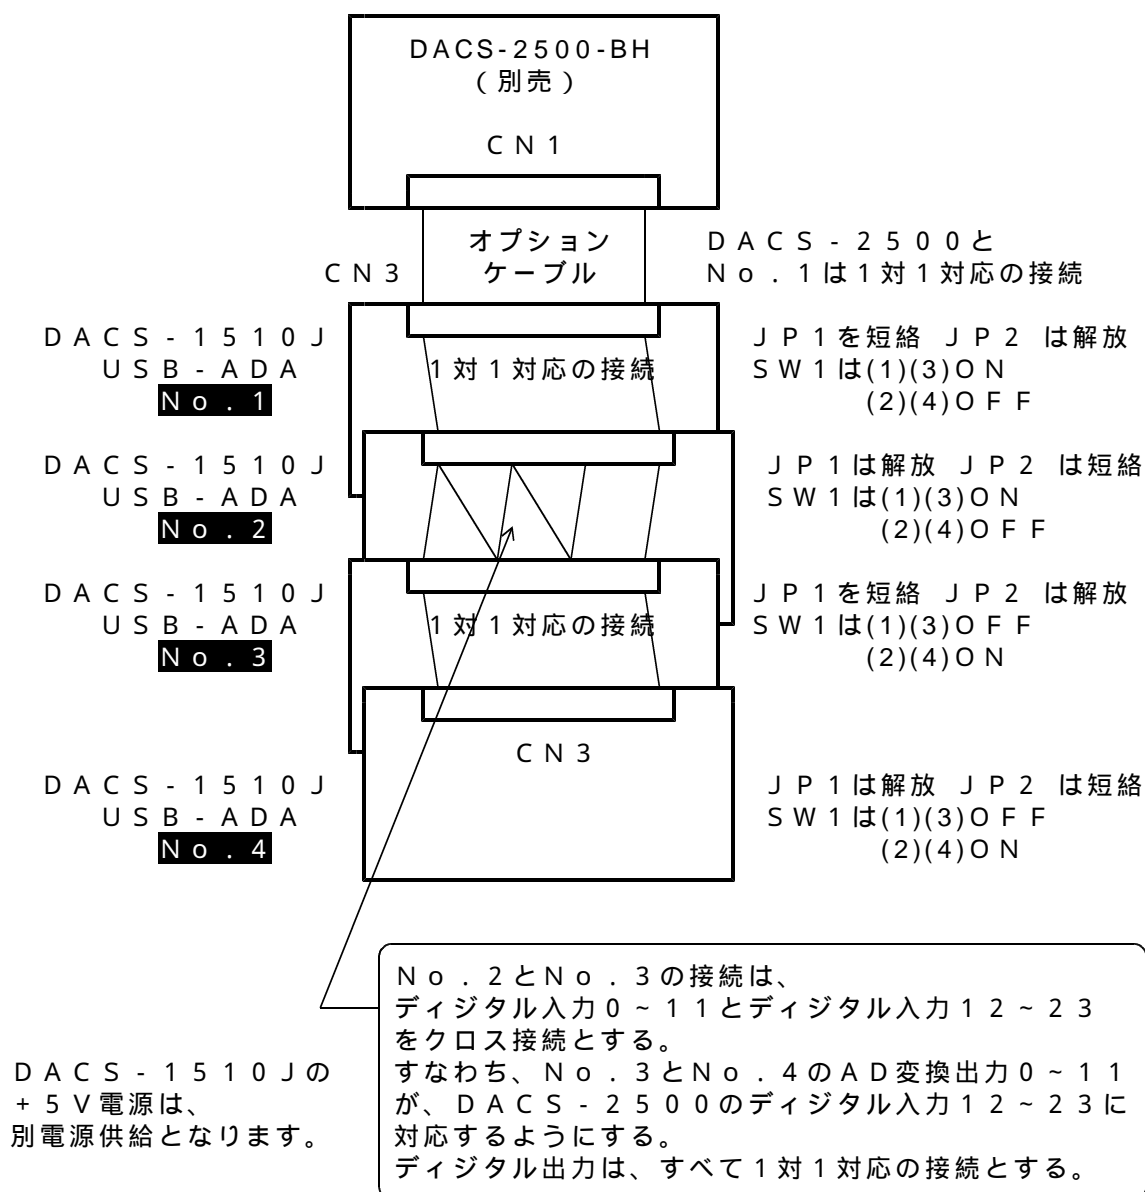 DACS-2500-BH
(別売)
CN1
オプション
ケーブル
CN3
DACS-2500と
No.1は1対1対応の接続
DACS-1510J
USB-ADA
No.1
1対1対応の接続
JP1を短絡 JP2 は解放
SW1は(1)(3)ON
(2)(4)OFF
DACS-1510J
USB-ADA
No.2
JP1は解放 JP2 は短絡
SW1は(1)(3)ON
(2)(4)OFF
DACS-1510J
USB-ADA
No.3
1対1対応の接続
JP1を短絡 JP2 は解放
SW1は(1)(3)OFF
(2)(4)ON
CN3
DACS-1510J
USB-ADA
No.4
JP1は解放 JP2 は短絡
SW1は(1)(3)OFF
(2)(4)ON
No.2とNo.3の接続は、
ディジタル入力0~11とディジタル入力12~23
をクロス接続とする。
すなわち、No.3とNo.4のAD変換出力0~11
が、DACS-2500のディジタル入力12~23に
対応するようにする。
ディジタル出力は、すべて1対1対応の接続とする。
DACS-1510Jの
+5V電源は、
別電源供給となります。